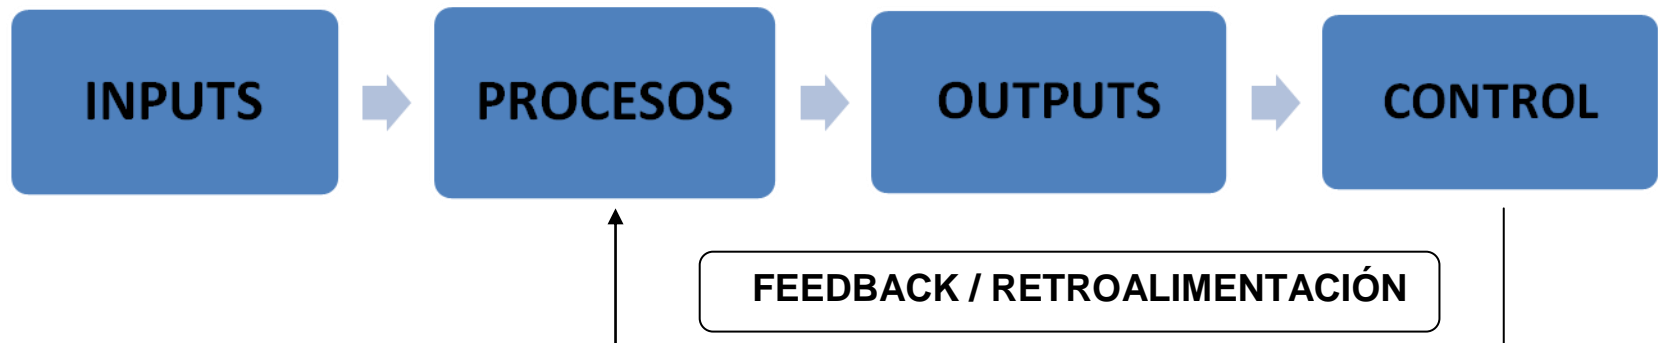 INPUTS
PROCESOS
OUTPUTS
CONTROL
FEEDBACK / RETROALIMENTACIÓN